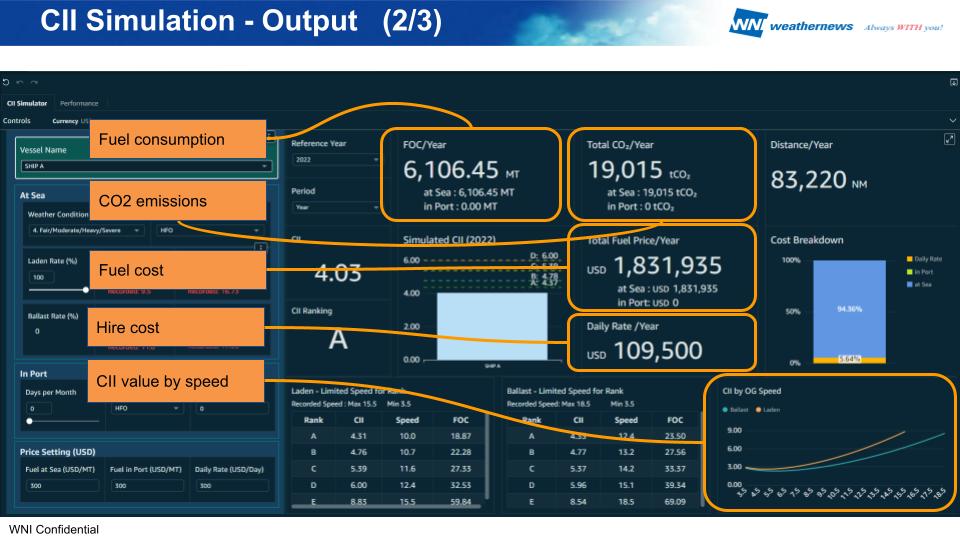 CII Simulation - Output (2/3)
WNI weathernews Always WITH you!
CII Simulator Performance
Controls Currency
Fuel consumption
CO2 emissions
Fuel cost
Hire cost
CII value by speed
Vessel Name
SHIP A
At Sea
Weather Condition
4. Fair/Moderate/Heavy/Severe HFO
Laden Rate (%)
100
Ballast Rate (%)
0
In Port
Days per Month
0 HFO 0
Price Setting (USD)
Fuel at Sea (USD/MT) Fuel in Port (USD/MT) Daily Rate (USD/Day)
300 300 300
Reference Year
2022
Period
Year
CII
4.03
CII Ranking
A
FOC/Year
6,106.45 MT
at Sea : 6,106.45 MT
in Port : 0.00 MT
Total CO₂/Year
19,015 tCO₂
at Sea : 19,015 tCO₂
in Port : 0 tCO₂
Distance/Year
83,220 NM
Simulated CII (2022)
D: 6.00
B: 4.78
A: 4.37
6.00
4.00
2.00
0.00
SHIP A
Total Fuel Price/Year
USD 1,831,935
at Sea : USD 1,831,935
in Port: USD 0
Daily Rate /Year
USD 109,500
Cost Breakdown
100%
50%
0%
94.36%
5.64%
Daily Rate
in Port
at Sea
Laden - Limited Speed for Rank
Recorded Speed : Max 15.5 Min 3.5
Rank CII Speed FOC
A 4.31 10.0 18.87
B 4.76 10.7 22.28
C 5.39 11.6 27.33
D 6.00 12.4 32.53
E 8.83 15.5 59.84
Ballast - Limited Speed for Rank
Recorded Speed: Max 18.5 Min 3.5
Rank CII Speed FOC
A 12.4 23.50
B 4.77 13.2 27.56
C 5.37 14.2 33.37
D 5.96 15.1 39.34
E 8.54 18.5 69.09
CII by OG Speed
Ballast Laden
9.00
6.00
3.00
0.00
3.5 4.5 5.5 6.5 7.5 8.5 9.5 10.5 11.5 12.5 13.5 14.5 15.5 16.5 17.5 18.5
WNI Confidential